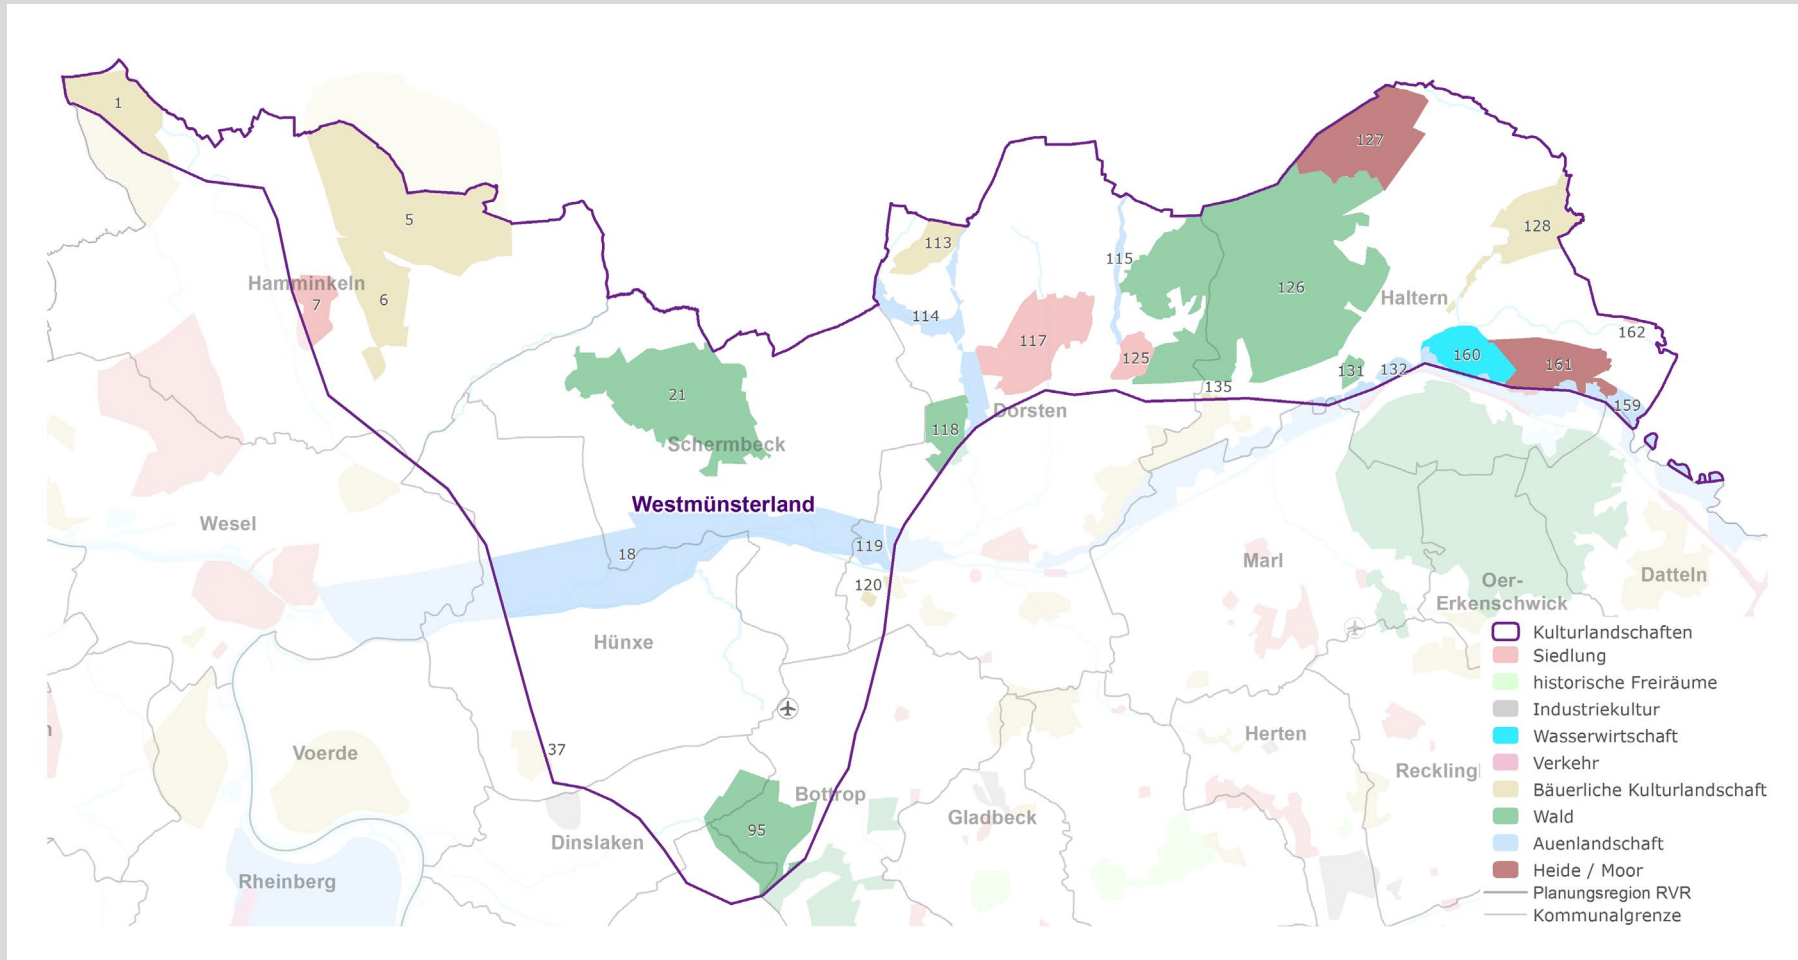 1
127
5
128
113
Hamminkeln
7
6
115
126
Haltern
114
162
117
125
160
161
131
132
135
21
159
Dorsten
118
Schermbeck
Westmünsterland
Wesel
18
119
Marl
120
Oer-
Erkenschwick
Datteln
Hünxe
37
Voerde
Herten
Reckling
Bottrop
95
Gladbeck
Dinslaken
Rheinberg
Kulturlandschaften
Siedlung
historische Freiräume
Industriekultur
Wasserwirtschaft
Verkehr
Bäuerliche Kulturlandschaft
Wald
Auenlandschaft
Heide / Moor
Planungsregion RVR
Kommunalgrenze